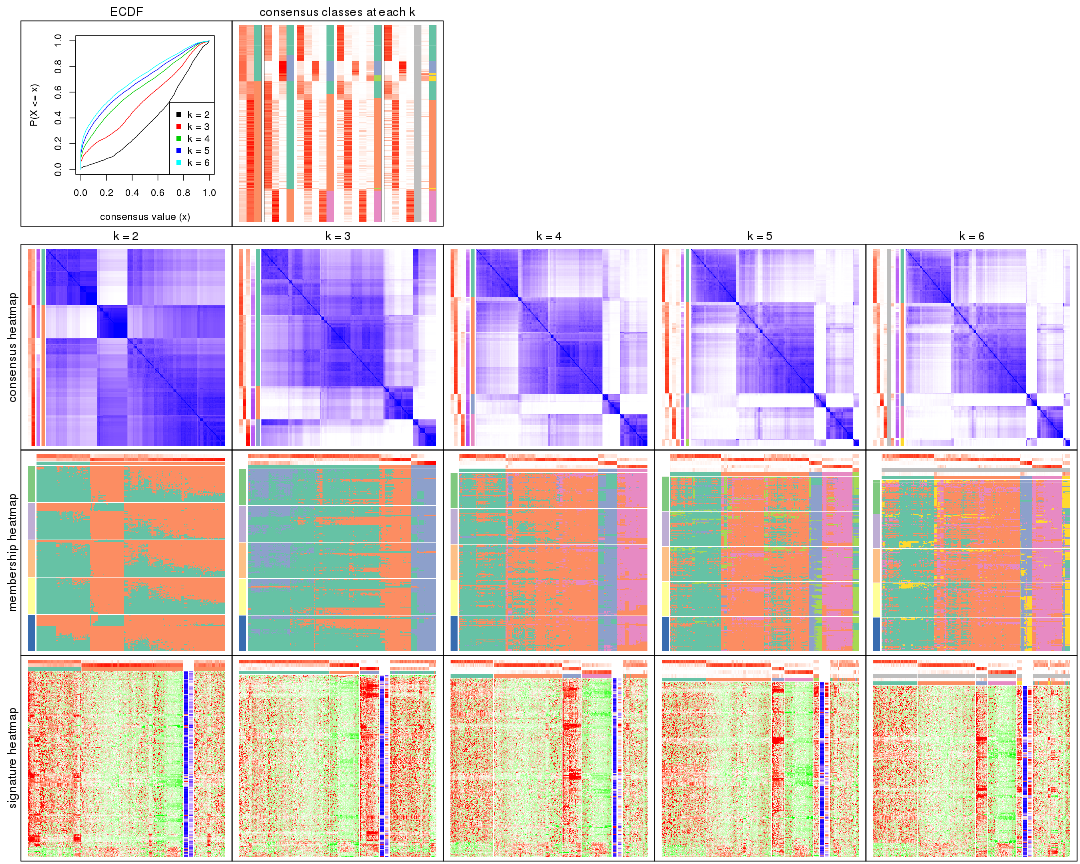 ECDF
consensus classes at each k
P(X <= x)
0.0 0.2 0.4 0.6 0.8 1.0
k = 2
k = 3
k = 4
k = 5
k = 6
0.0 0.2 0.4 0.6 0.8 1.0
consensus value (x)
k = 2 k = 3 k = 4 k = 5 k = 6
consensus heatmap
membership heatmap
signature heatmap